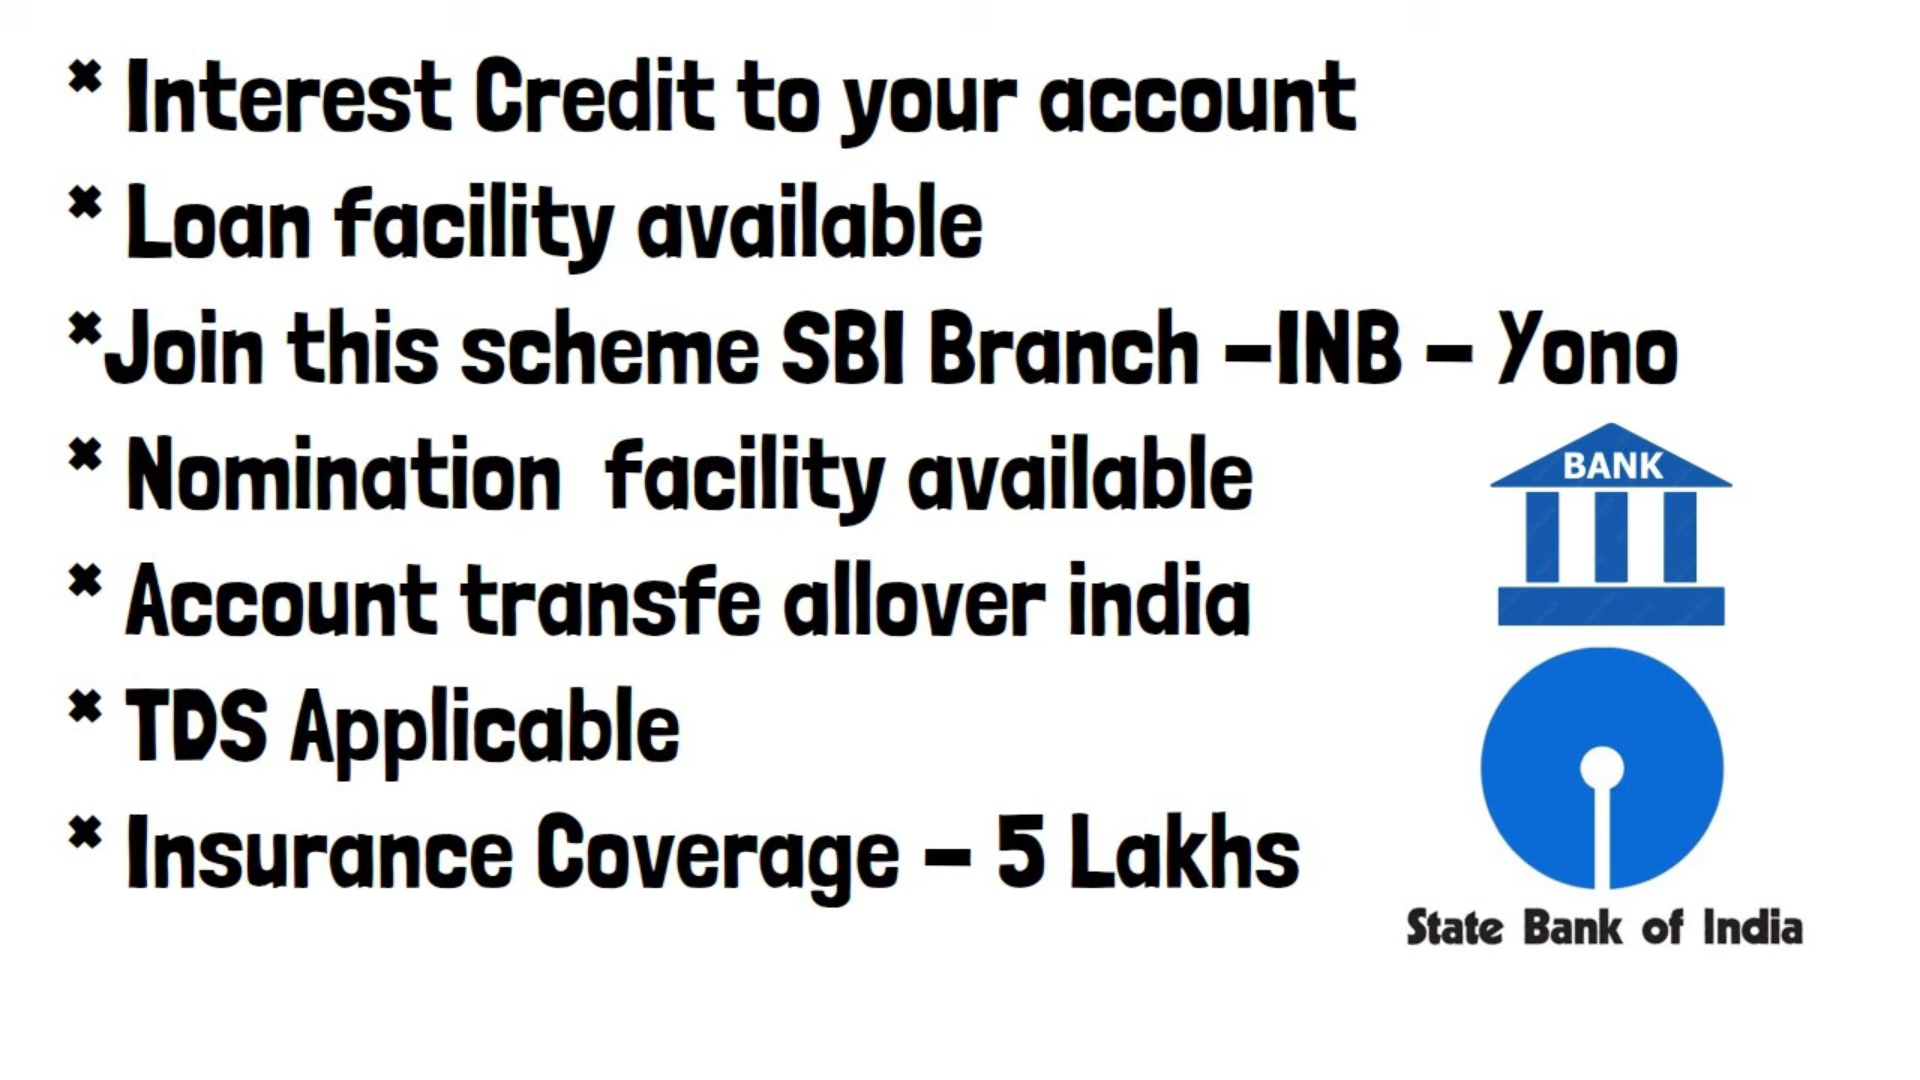 * Interest Credit to your account
* Loan facility available
*Join this scheme SBI Branch -INB - Yono
* Nomination  facility available
BANK
* Account transfe allover india
* TDS Applicable
* Insurance Coverage - 5 Lakhs
State Bank of India